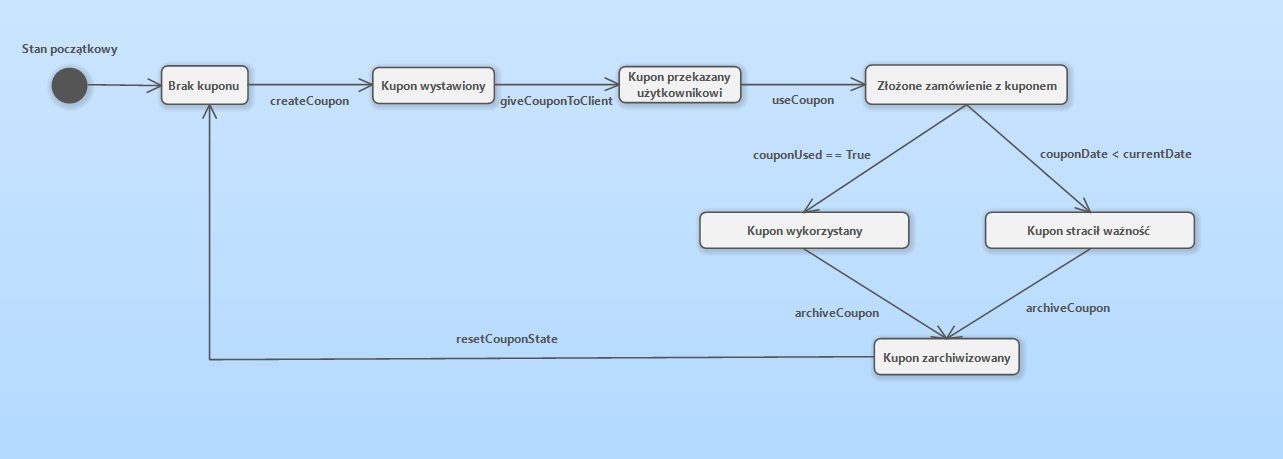 Stan początkowy
Brak kuponu
createCoupon
Kupon wystawiony
giveCouponToClient
Kupon przekazany
użytkownikowi
useCoupon
Złożone zamówienie z kuponem
couponUsed == True
couponDate < currentDate
Kupon wykorzystany
Kupon stracił ważność
archiveCoupon
archiveCoupon
resetCouponState
Kupon zarchiwizowany